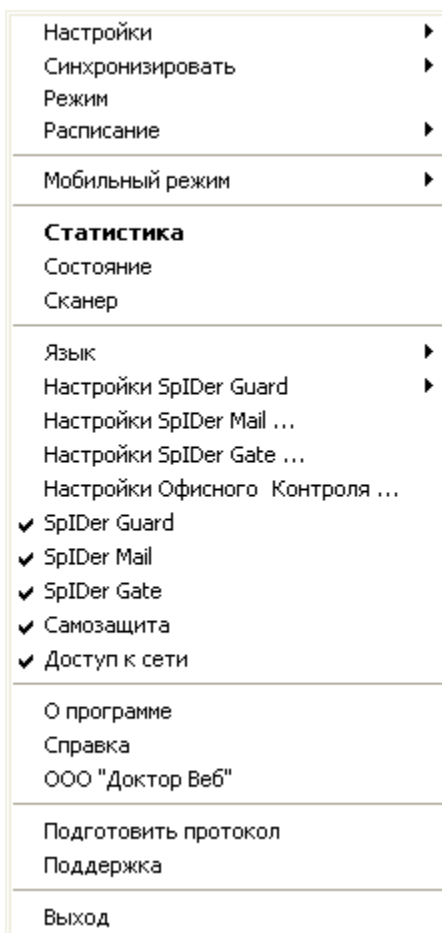 Настройки
Синхронизировать
Режим
Расписание
Мобильный режим
Статистика
Состояние
Сканер
Язык
Настройки SpIDer Guard
Настройки SpIDer Mail ...
Настройки SpIDer Gate ...
Настройки Офисного Контроля ...
SpIDer Guard
SpIDer Mail
SpIDer Gate
Самозащита
Доступ к сети
О программе
Справка
ООО "Доктор Веб"
Подготовить протокол
Поддержка
Выход